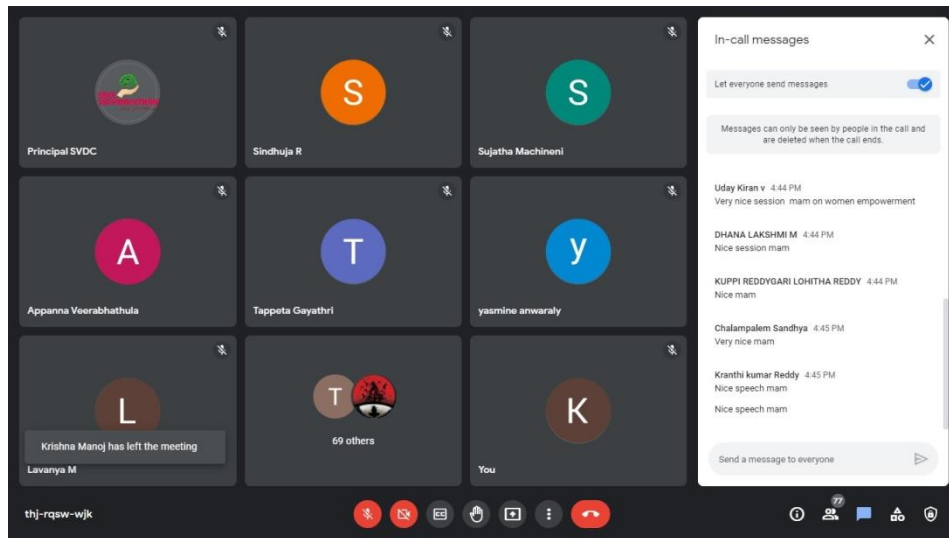 Principal SVDC
S
Sindhuja R
S
Sujatha Machineni
A
Appanna Veerabhathula
T
Tappeta Gayathri
y
yasmine anwaraly
L
Krishna Manoj has left the meeting
Lavanya M
T
69 others
K
You
In-call messages
Let everyone send messages
Messages can only be seen by people in the call and
are deleted when the call ends.
Uday Kiran v 4:44 PM
Very nice session mam on women empowerment
DHANA LAKSHMI M 4:44 PM
Nice session mam
KUPPI REDDYGARI LOHITHA REDDY 4:44 PM
Nice mam
Chalampalem Sandhya 4:45 PM
Very nice mam
Kranthi kumar Reddy 4:45 PM
Nice speech mam
Nice speech mam
Send a message to everyone
thj-rqsw-wjk
CC
77